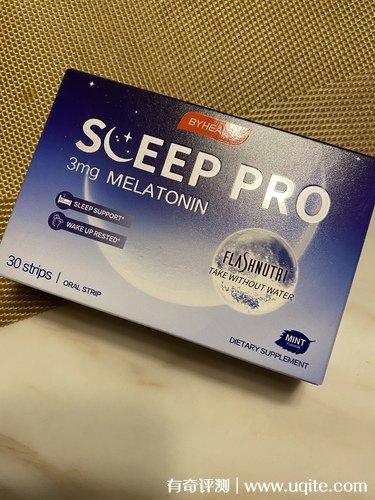 BYHEALTH
SLEEP PRO
3mg MELATONIN
SLEEP SUPPORT*
WAKE UP RESTED*
FLASHNUTRI
TAKE WITHOUT WATER
30 strips | ORAL STRIP
MINT
FLAVOR
DIETARY SUPPLEMENT
有奇评测 | www.uqite.com